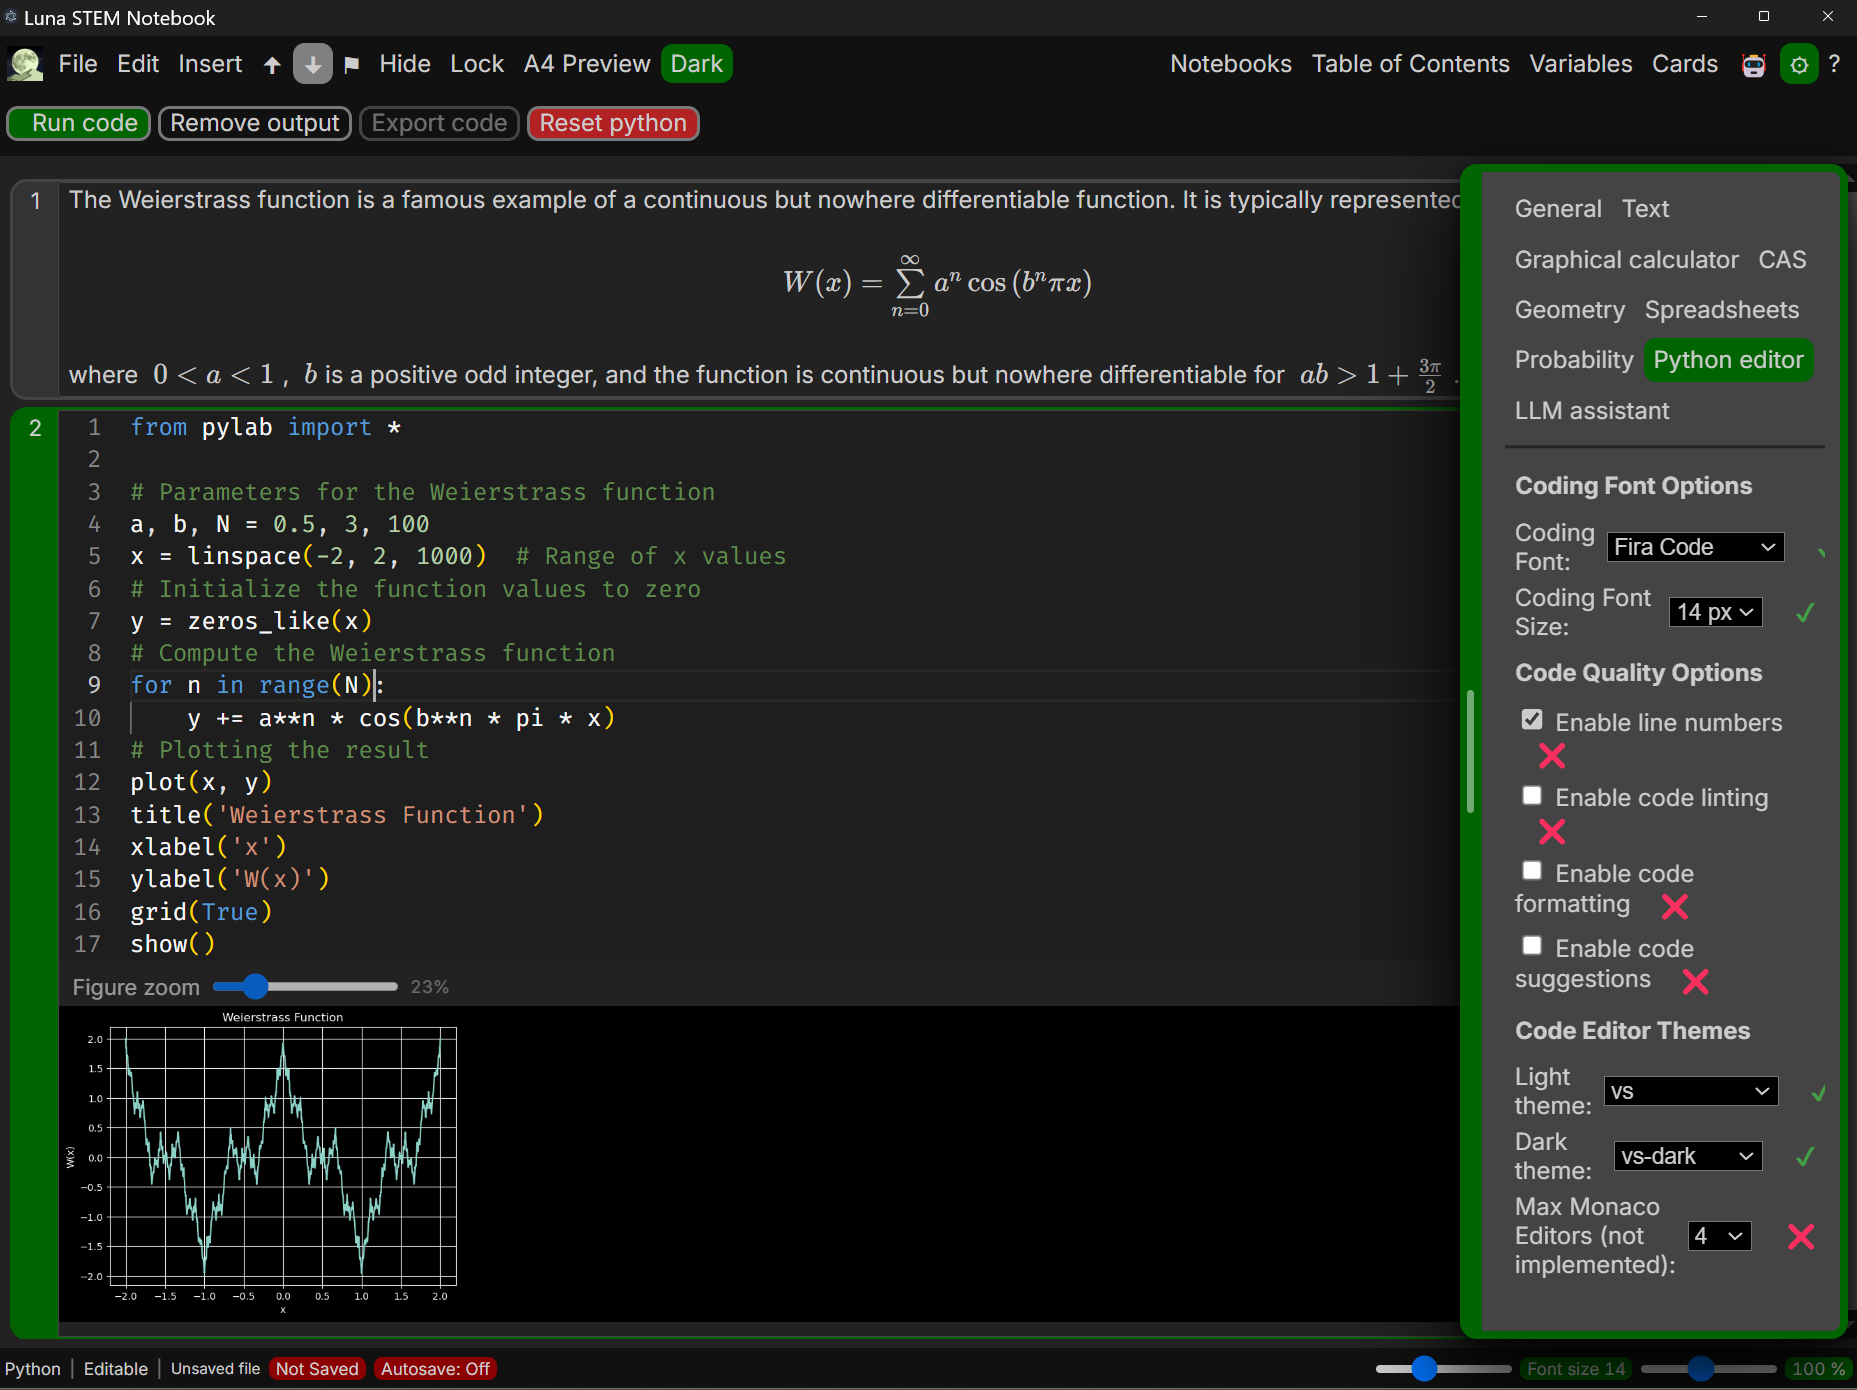 Luna STEM Notebook
File Edit Insert Hide Lock A4 Preview Dark Notebooks Table of Contents Variables Cards ?
Run code Remove output Export code Reset python
1 The Weierstrass function is a famous example of a continuous but nowhere differentiable function. It is typically represented
W(x) = ∑_{n=0}^{∞} aⁿ cos (bⁿπx)
where 0 < a < 1 , b is a positive odd integer, and the function is continuous but nowhere differentiable for ab > 1 + 3π/2 .
2
1 from pylab import *
2
3 # Parameters for the Weierstrass function
4 a, b, N = 0.5, 3, 100
5 x = linspace(-2, 2, 1000)  # Range of x values
6 # Initialize the function values to zero
7 y = zeros_like(x)
8 # Compute the Weierstrass function
9 for n in range(N):
10     y += a**n * cos(b**n * pi * x)
11 # Plotting the result
12 plot(x, y)
13 title('Weierstrass Function')
14 xlabel('x')
15 ylabel('W(x)')
16 grid(True)
17 show()
Figure zoom 23%
Weierstrass Function
2.0
1.5
1.0
0.5
0.0
−0.5
−1.0
−1.5
−2.0
W(x)
−2.0 −1.5 −1.0 −0.5 0.0 0.5 1.0 1.5 2.0
x
General Text
Graphical calculator CAS
Geometry Spreadsheets
Probability Python editor
LLM assistant
Coding Font Options
Coding
Font: Fira Code
Coding Font
Size: 14 px
Code Quality Options
Enable line numbers
Enable code linting
Enable code
formatting
Enable code
suggestions
Code Editor Themes
Light
theme: vs
Dark
theme: vs-dark
Max Monaco
Editors (not
implemented): 4
Python | Editable | Unsaved file Not Saved Autosave: Off Font size 14 100 %